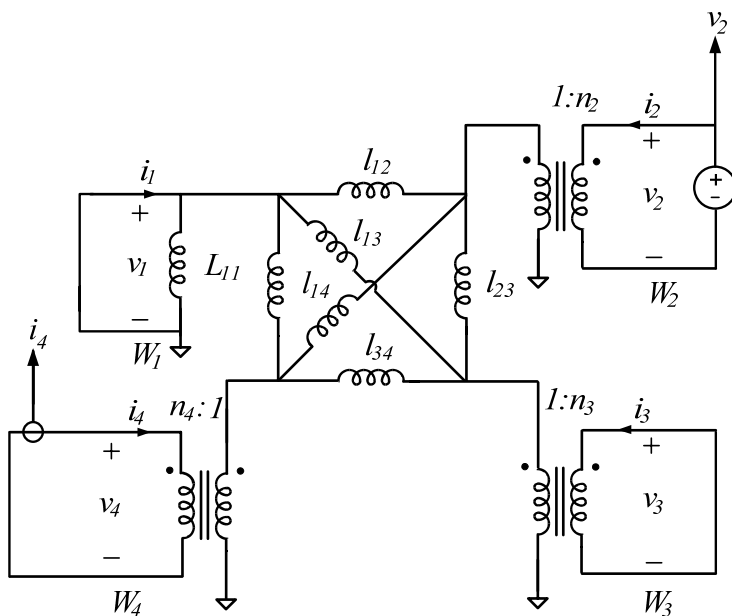 v2
1:n2
i2
i1
l12
+
+
+
-
l13
v2
v1
L11
l14
l23
−
−
W2
i4
W1
l34
n4:1
1:n3
i4
i3
+
+
v4
v3
−
−
W4
W3